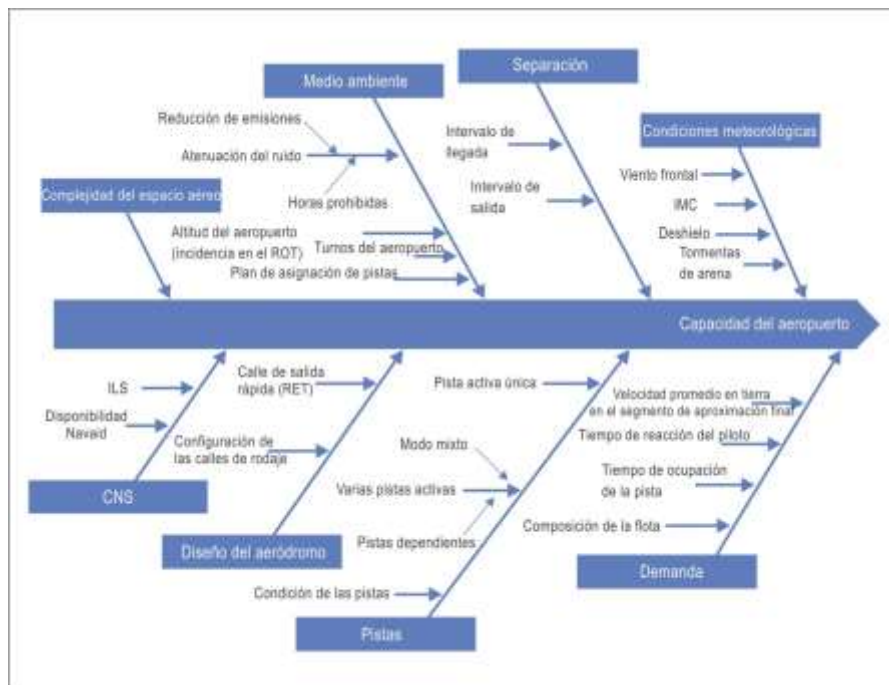 Separación
Medio ambiente
Condiciones meteorológicas
Complejidad del espacio aéreo
Reducción de emisiones
Atenuación del ruido
Horas prohibidas
Altitud del aeropuerto
(incidencia en el ROT)
Turnos del aeropuerto
Plan de asignación de pistas
Intervalo de
llegada
Intervalo de
salida
Viento frontal
IMC
Deshielo
Tormentas
de arena
Capacidad del aeropuerto
ILS
Disponibilidad
Navaid
CNS
Calle de salida
rápida (RET)
Configuración de
las calles de rodaje
Diseño del aeródromo
Pista activa única
Modo mixto
Varias pistas activas
Pistas dependientes
Condición de las pistas
Pistas
Velocidad promedio en tierra
en el segmento de aproximación final
Tiempo de reacción del piloto
Tiempo de ocupación
de la pista
Composición de la flota
Demanda